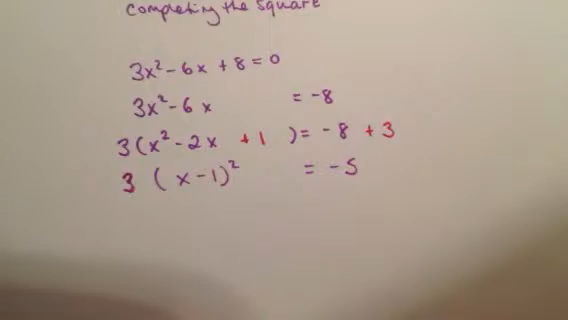 completing the square
3x² - 6x + 8 = 0
3x² - 6x = -8
3(x² - 2x + 1) = -8 + 3
3 (x - 1)² = -5